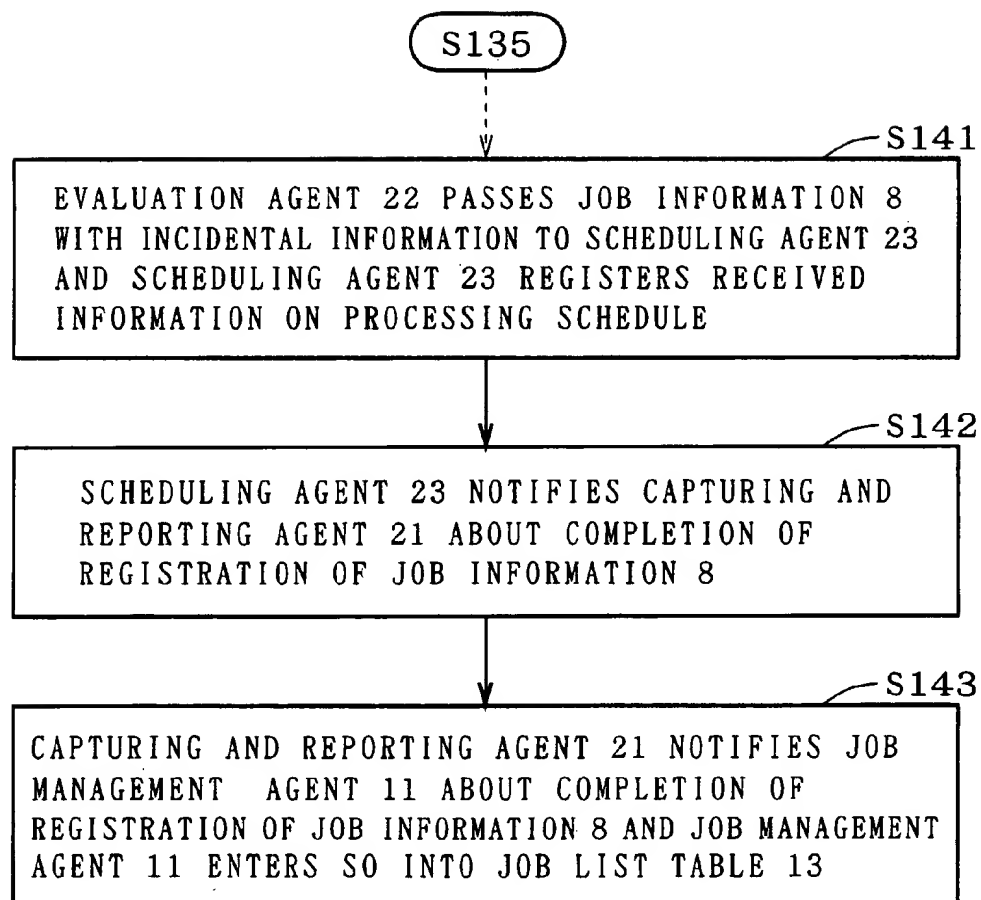 S135
S141
EVALUATION AGENT 22 PASSES JOB INFORMATION 8
WITH INCIDENTAL INFORMATION TO SCHEDULING AGENT 23
AND SCHEDULING AGENT 23 REGISTERS RECEIVED
INFORMATION ON PROCESSING SCHEDULE
S142
SCHEDULING AGENT 23 NOTIFIES CAPTURING AND
REPORTING AGENT 21 ABOUT COMPLETION OF
REGISTRATION OF JOB INFORMATION 8
S143
CAPTURING AND REPORTING AGENT 21 NOTIFIES JOB
MANAGEMENT AGENT 11 ABOUT COMPLETION OF
REGISTRATION OF JOB INFORMATION 8 AND JOB MANAGEMENT
AGENT 11 ENTERS SO INTO JOB LIST TABLE 13